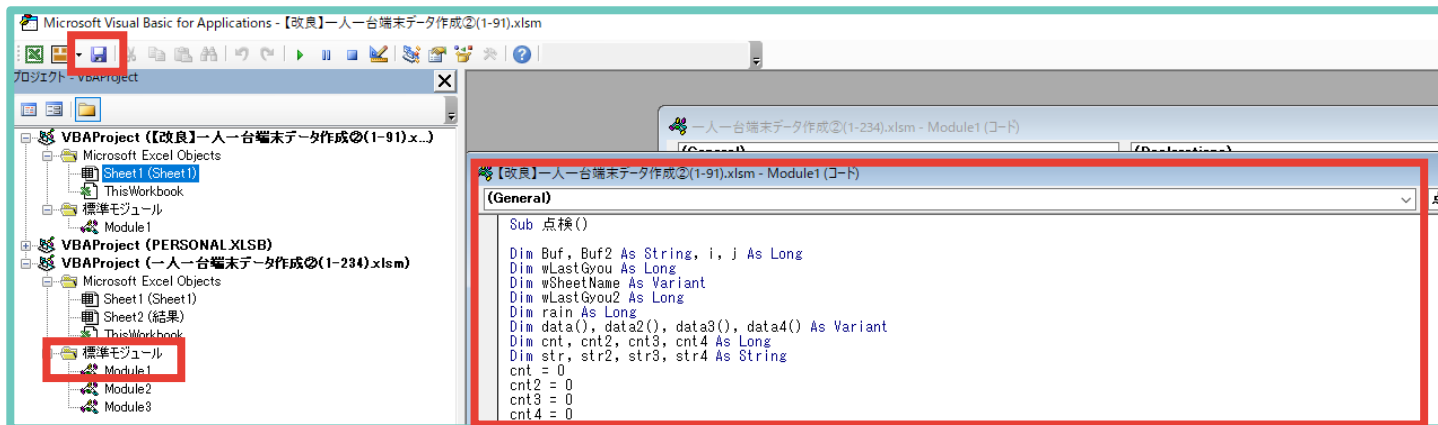 Microsoft Visual Basic for Applications - 【改良】一人一台端末データ作成②(1-91).xlsm
プロジェクト - VBAProject
VBAProject (【改良】一人一台端末データ作成②(1-91).x...)
Microsoft Excel Objects
Sheet1 (Sheet1)
ThisWorkbook
標準モジュール
Module1
VBAProject (PERSONAL.XLSB)
VBAProject (一人一台端末データ作成②(1-234).xlsm)
Microsoft Excel Objects
Sheet1 (Sheet1)
Sheet2 (結果)
ThisWorkbook
標準モジュール
Module1
Module2
Module3
一人一台端末データ作成②(1-234).xlsm - Module1 (コード)
(General)
(Declarations)
【改良】一人一台端末データ作成②(1-91).xlsm - Module1 (コード)
(General)
Sub 点検()
Dim Buf, Buf2 As String, i, j As Long
Dim wLastGyou As Long
Dim wSheetName As Variant
Dim wLastGyou2 As Long
Dim rain As Long
Dim data(), data2(), data3(), data4() As Variant
Dim cnt, cnt2, cnt3, cnt4 As Long
Dim str, str2, str3, str4 As String
cnt = 0
cnt2 = 0
cnt3 = 0
cnt4 = 0